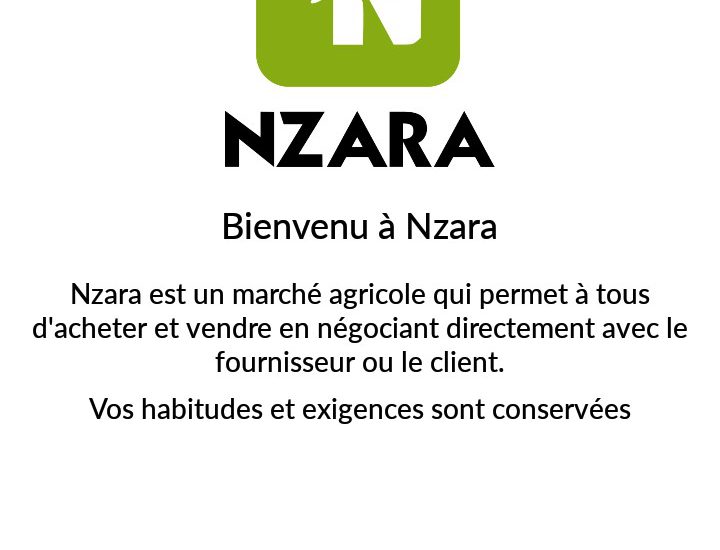 N
NZARA
Bienvenu à Nzara
Nzara est un marché agricole qui permet à tous
d'acheter et vendre en négociant directement avec le
fournisseur ou le client.
Vos habitudes et exigences sont conservées